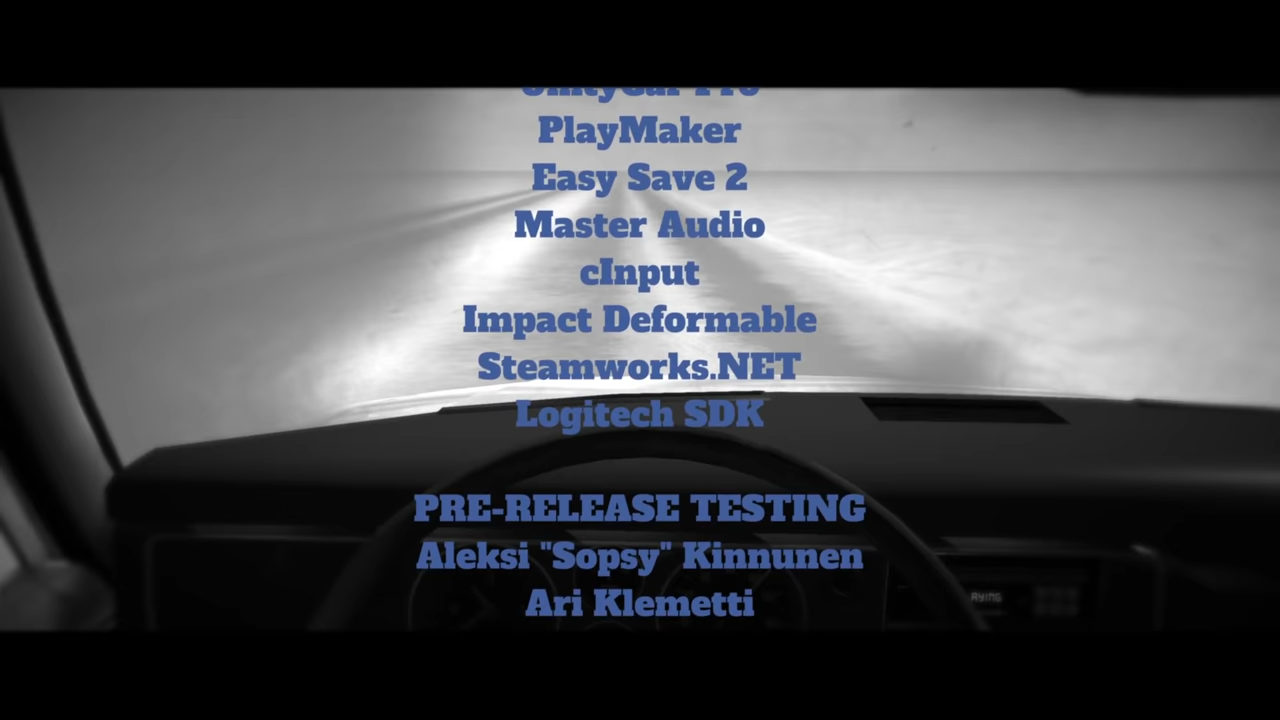 PlayMaker
Easy Save 2
Master Audio
cInput
Impact Deformable
Steamworks.NET
Logitech SDK
PRE-RELEASE TESTING
Aleksi "Sopsy" Kinnunen
Ari Klemetti